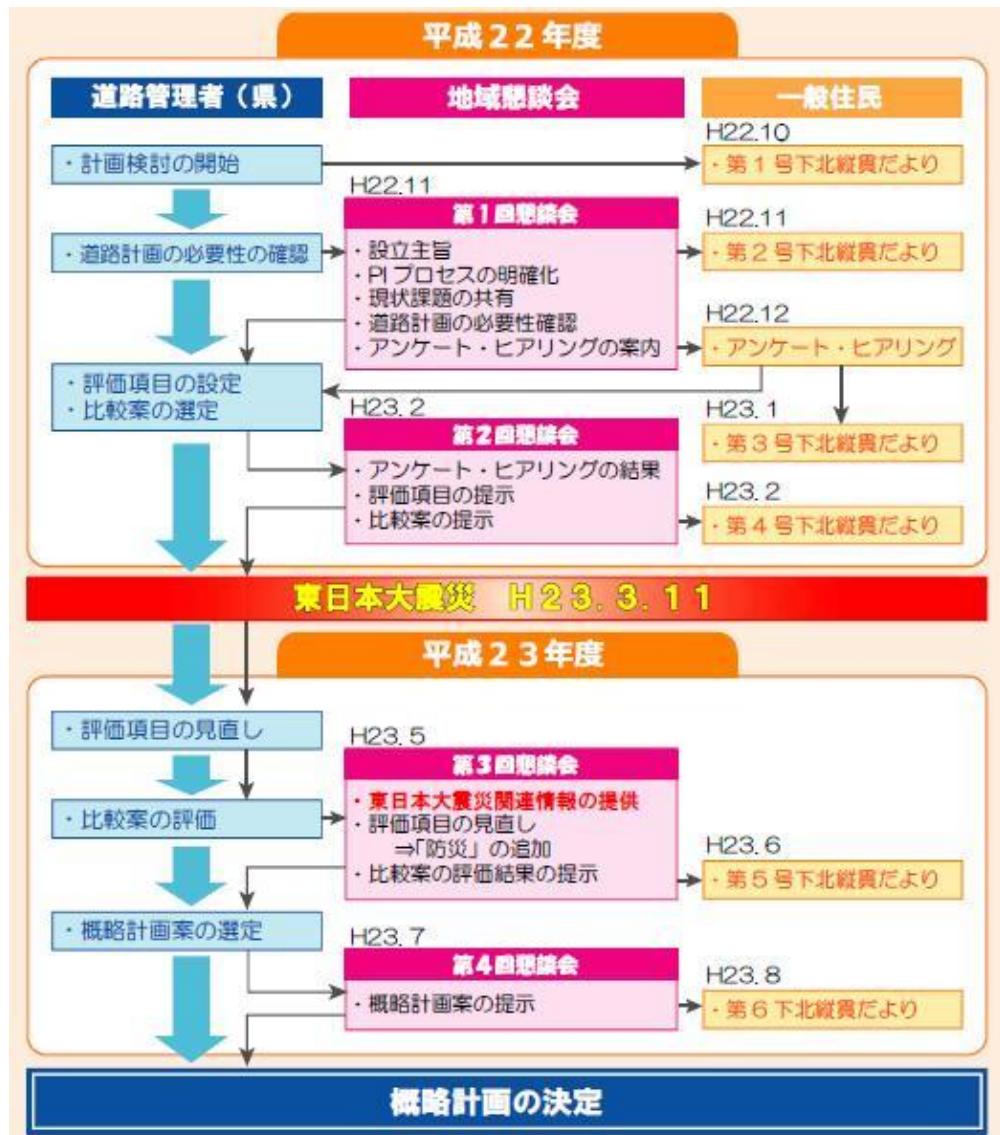 平成22年度
道路管理者（県）
地域懇談会
一般住民
H22.10
・計画検討の開始
・第1号下北縦貫だより
H22.11
第1回懇談会
H22.11
・道路計画の必要性の確認
・設立主旨
・第2号下北縦貫だより
・PIプロセスの明確化
・現状課題の共有
・道路計画の必要性確認
H22.12
・アンケート・ヒアリングの案内
・アンケート・ヒアリング
・評価項目の設定
・比較案の選定
H23.2
H23.1
第2回懇談会
・第3号下北縦貫だより
・アンケート・ヒアリングの結果
・評価項目の提示
H23.2
・比較案の提示
・第4号下北縦貫だより
東日本大震災　H23.3.11
平成23年度
・評価項目の見直し
H23.5
第3回懇談会
・東日本大震災関連情報の提供
・比較案の評価
・評価項目の見直し
⇒「防災」の追加
H23.6
・比較案の評価結果の提示
・第5号下北縦貫だより
・概略計画案の選定
H23.7
第4回懇談会
H23.8
・概略計画案の提示
・第6下北縦貫だより
概略計画の決定